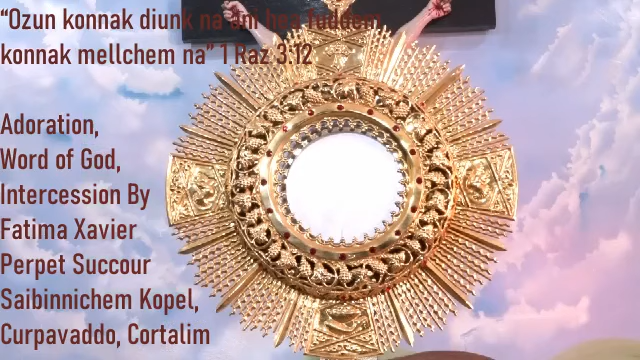 “Ozun konnak diunk na ani hea fuddem
konnak mellchem na” 1 Raz 3:12
Adoration,
Word of God,
Intercession By
Fatima Xavier
Perpet Succour
Saibinnichem Kopel,
Curpavaddo, Cortalim